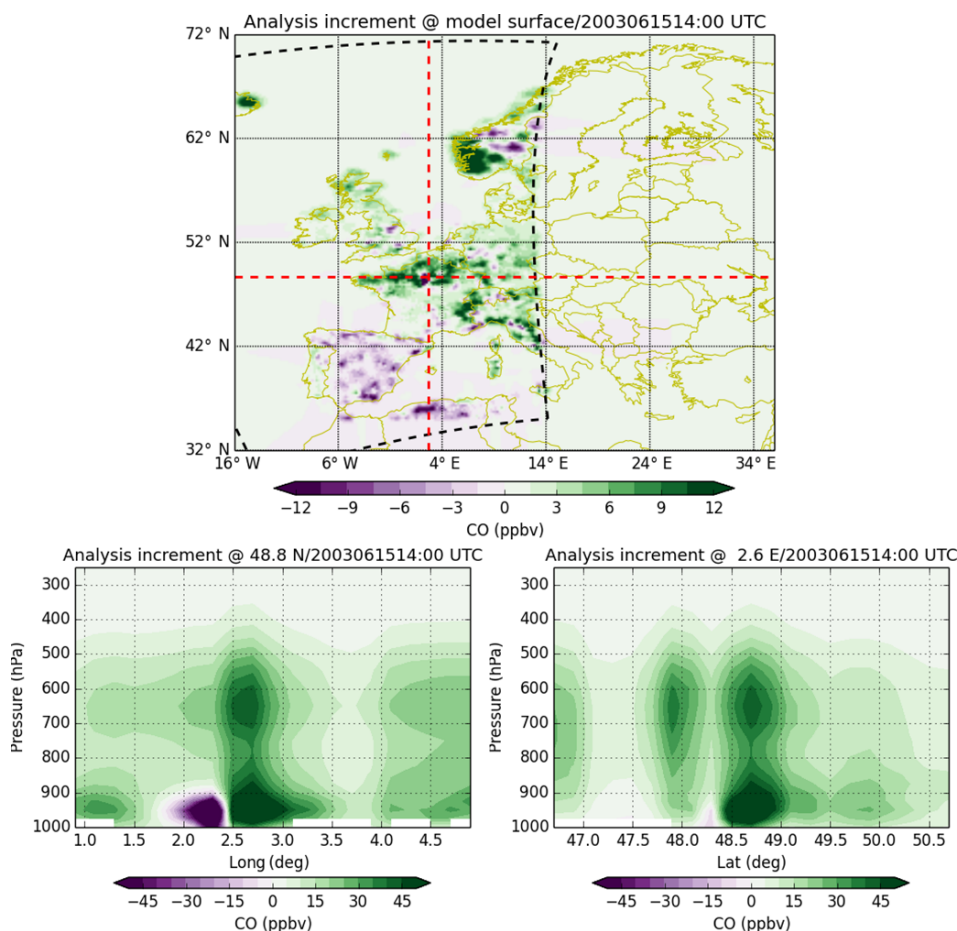 Analysis increment @ model surface/2003061514:00 UTC
72° N
62° N
52° N
42° N
32° N
16° W 6° W 4° E 14° E 24° E 34° E
−12 −9 −6 −3 0 3 6 9 12
CO (ppbv)
Analysis increment @ 48.8 N/2003061514:00 UTC
Pressure (hPa)
300
400
500
600
700
800
900
1000
1.0 1.5 2.0 2.5 3.0 3.5 4.0 4.5
Long (deg)
−45 −30 −15 0 15 30 45
CO (ppbv)
Analysis increment @ 2.6 E/2003061514:00 UTC
Pressure (hPa)
300
400
500
600
700
800
900
1000
47.0 47.5 48.0 48.5 49.0 49.5 50.0 50.5
Lat (deg)
−45 −30 −15 0 15 30 45
CO (ppbv)